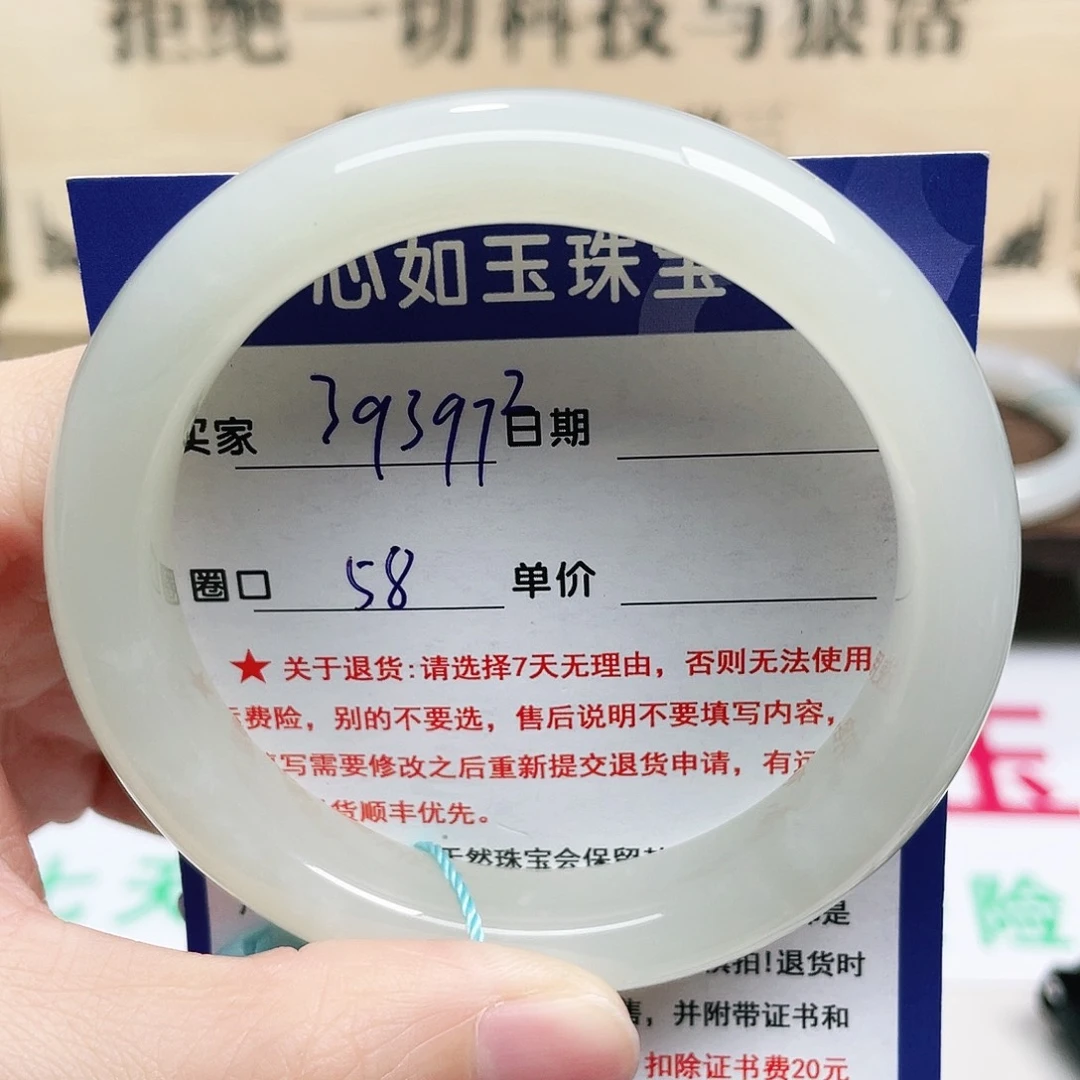 拒绝一切科技与狠活
心如玉珠宝
买家 393972 日期
圈口 58 单价
★ 关于退货:请选择7天无理由，否则无法使用
费险，别的不要选，售后说明不要填写内容，
写需要修改之后重新提交退货申请，有
货顺丰优先。
天然珠宝会保留
是
拍!退货时
，并附带证书和
扣除证书费20元
玉
七天
险